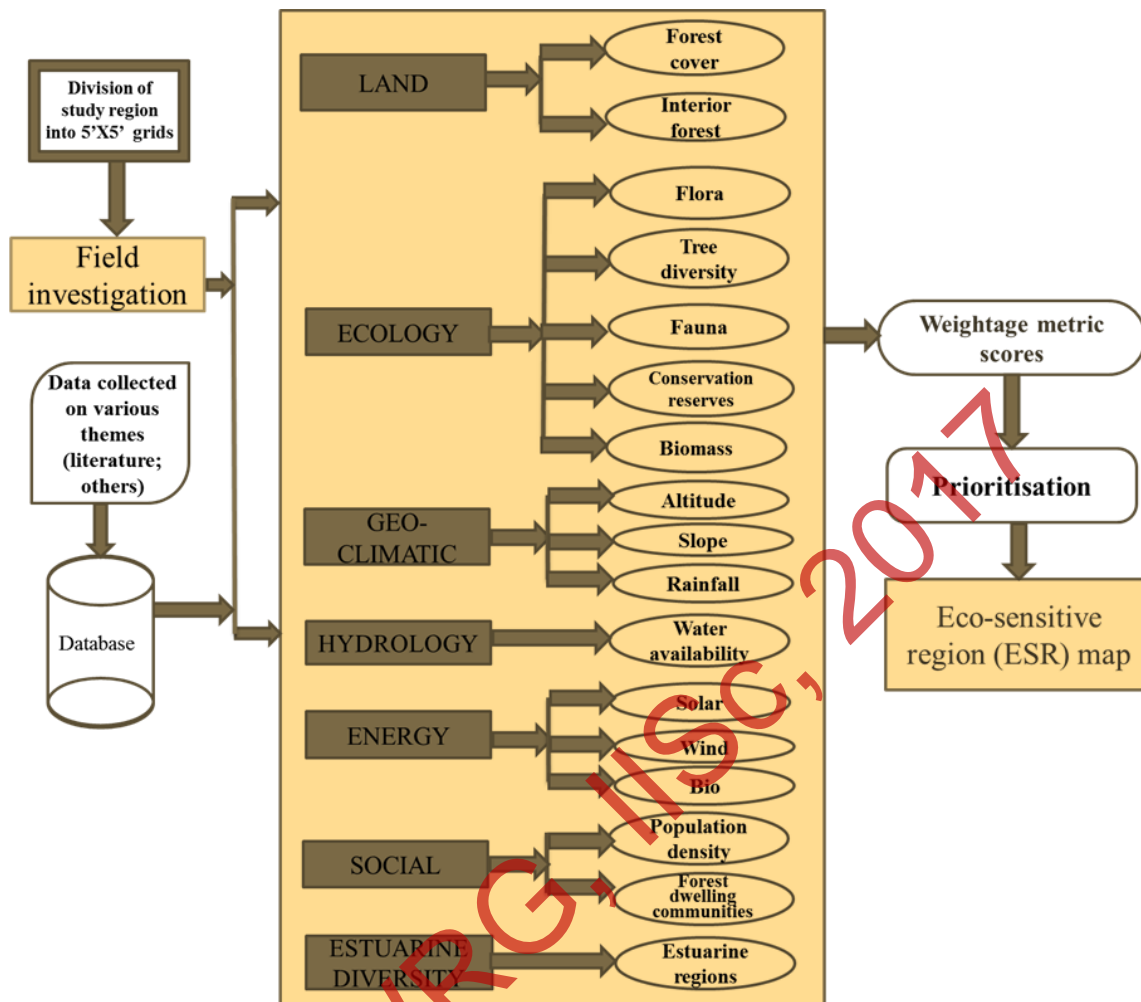 Division of
study region
into 5’X5’ grids
Field
investigation
Data collected
on various
themes
(literature;
others)
Database
LAND
Forest
cover
Interior
forest
ECOLOGY
Flora
Tree
diversity
Fauna
Conservation
reserves
Biomass
GEO-
CLIMATIC
Altitude
Slope
Rainfall
HYDROLOGY
Water
availability
ENERGY
Solar
Wind
Bio
SOCIAL
Population
density
Forest
dwelling
communities
ESTUARINE
DIVERSITY
Estuarine
regions
Weightage metric
scores
Prioritisation
Eco-sensitive
region (ESR) map
IISc, 2017